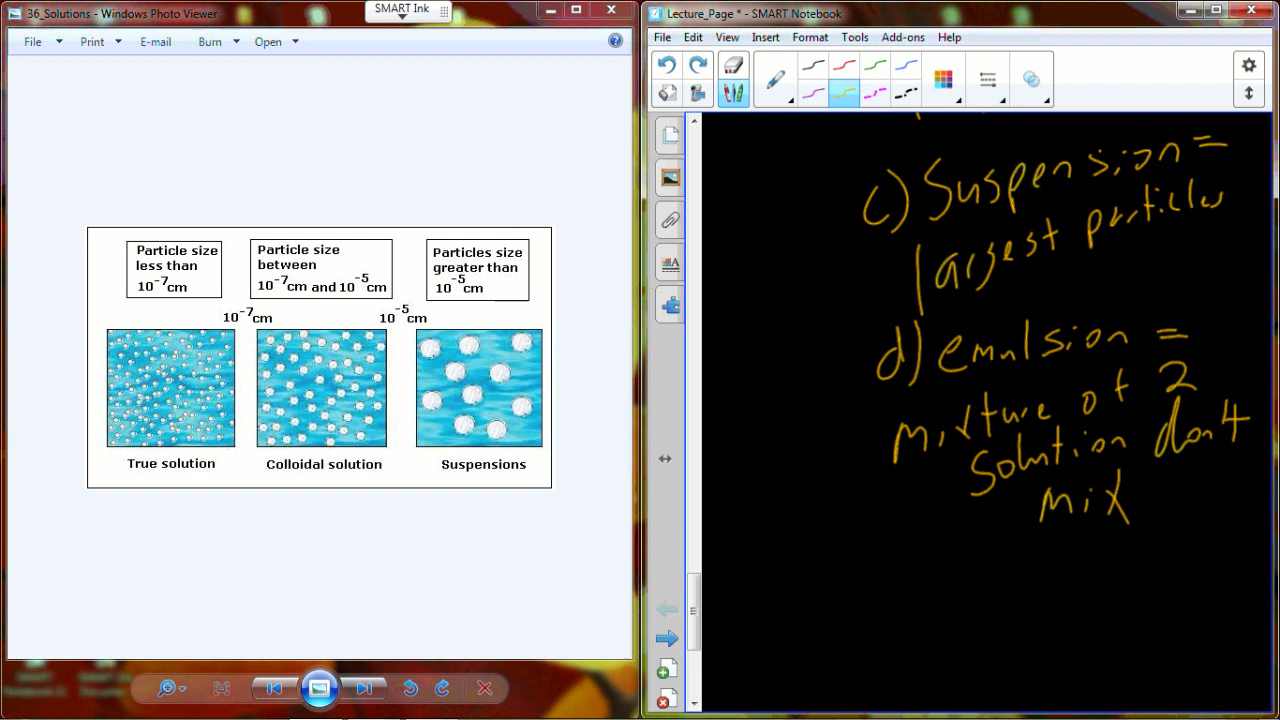 36_Solutions - Windows Photo Viewer
SMART Ink
File Print E-mail Burn Open
Particle size
less than
10⁻⁷cm
Particle size
between
10⁻⁷cm and 10⁻⁵cm
Particles size
greater than
10⁻⁵cm
10⁻⁷cm
10⁻⁵cm
True solution
Colloidal solution
Suspensions
Lecture_Page * - SMART Notebook
File Edit View Insert Format Tools Add-ons Help
c) Suspension =
largest particles
d) emulsion =
mixture of 2
solution don't
mix